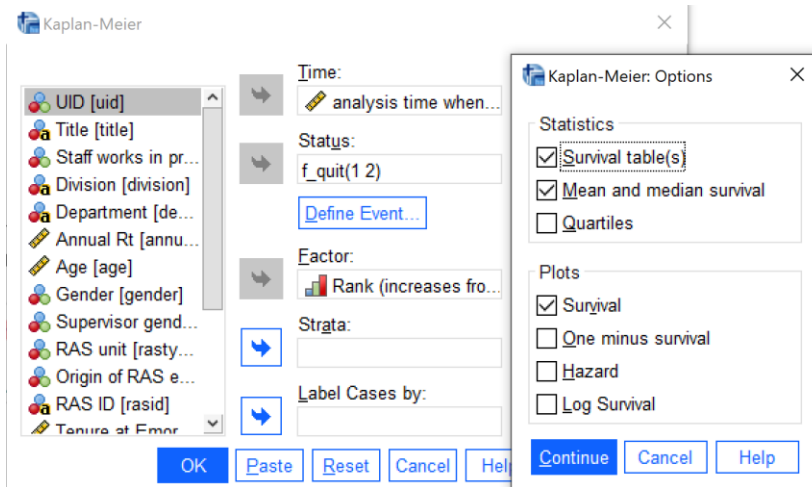 Kaplan-Meier
UID [uid]
Title [title]
Staff works in pr...
Division [division]
Department [de...
Annual Rt [annu...
Age [age]
Gender [gender]
Supervisor gend...
RAS unit [rasty...
Origin of RAS e...
RAS ID [rasid]
Tenure at Emor
Time:
analysis time when...
Status:
f_quit(1 2)
Define Event...
Factor:
Rank (increases fro...
Strata:
Label Cases by:
OK Paste Reset Cancel Help
Kaplan-Meier: Options
Statistics
Survival table(s)
Mean and median survival
Quartiles
Plots
Survival
One minus survival
Hazard
Log Survival
Continue Cancel Help